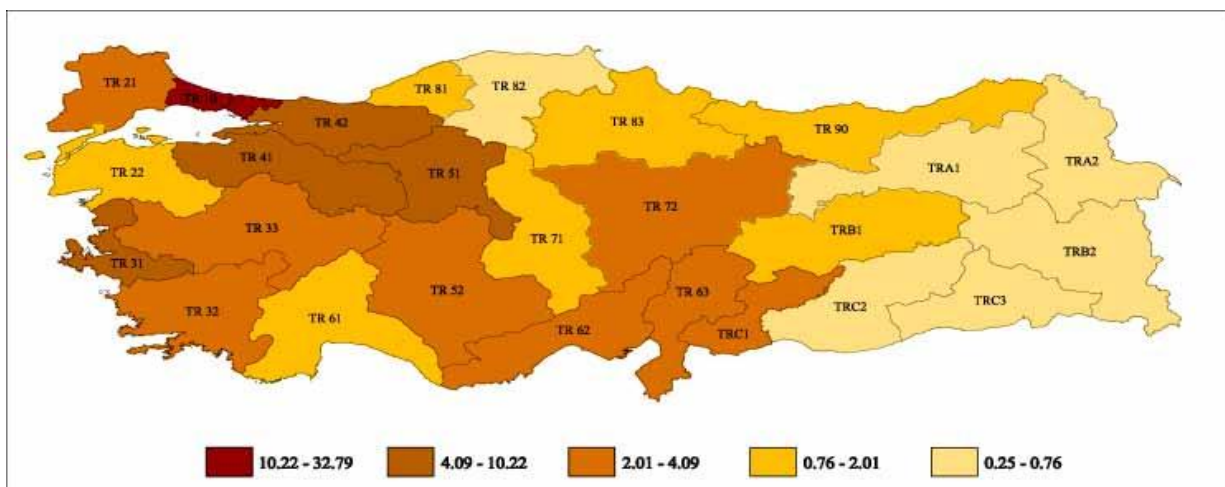 TR 21
TR 10
TR 81
TR 82
TR 42
TR 83
TR 90
TR 41
TR 51
TR 22
TRA1
TRA2
TR 72
TR 33
TR 71
TRB1
TRB2
TR 31
TR 52
TR 63
TR 32
TR 61
TR 62
TRC1
TRC2
TRC3
10.22 - 32.79 4.09 - 10.22 2.01 - 4.09 0.76 - 2.01 0.25 - 0.76